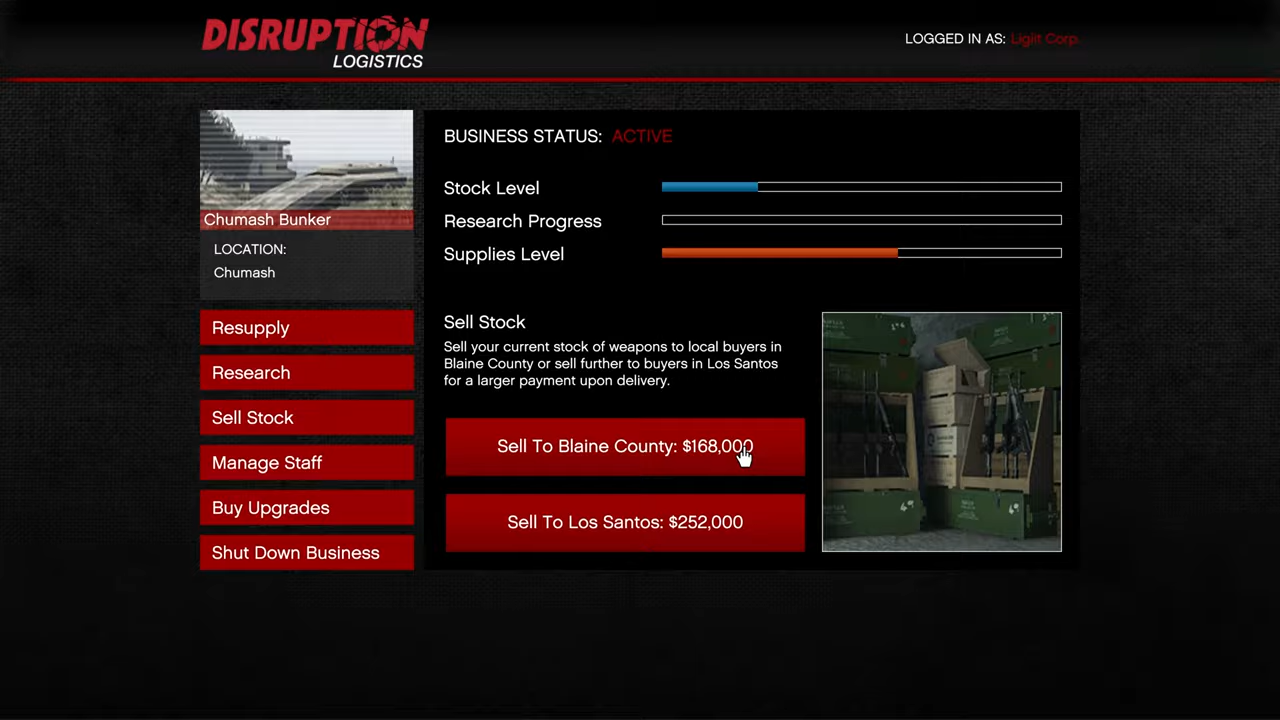 DISRUPTION
LOGISTICS
LOGGED IN AS: Ligiit Corp
Chumash Bunker
LOCATION:
Chumash
Resupply
Research
Sell Stock
Manage Staff
Buy Upgrades
Shut Down Business
BUSINESS STATUS: ACTIVE
Stock Level
Research Progress
Supplies Level
Sell Stock
Sell your current stock of weapons to local buyers in
Blaine County or sell further to buyers in Los Santos
for a larger payment upon delivery.
Sell To Blaine County: $168,000
Sell To Los Santos: $252,000